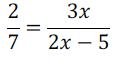 2/7 = 3x/(2x − 5)